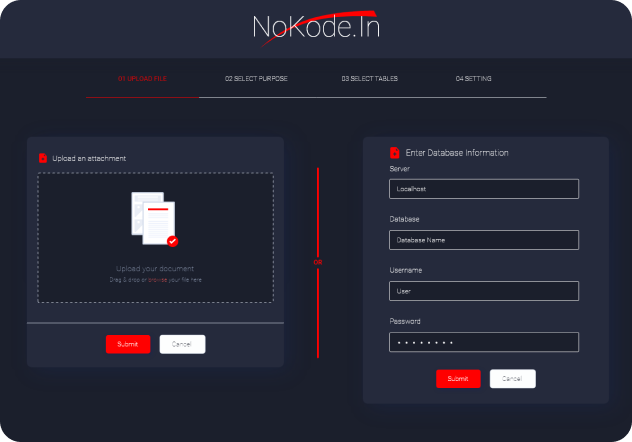 NoKode.In
01 UPLOAD FILE
02 SELECT PURPOSE
03 SELECT TABLES
04 SETTING
Upload an attachment
Upload your document
Drag & drop or browse your file here
Submit
Cancel
OR
Enter Database Information
Server
Localhost
Database
Database Name
Username
User
Password
Submit
Cancel